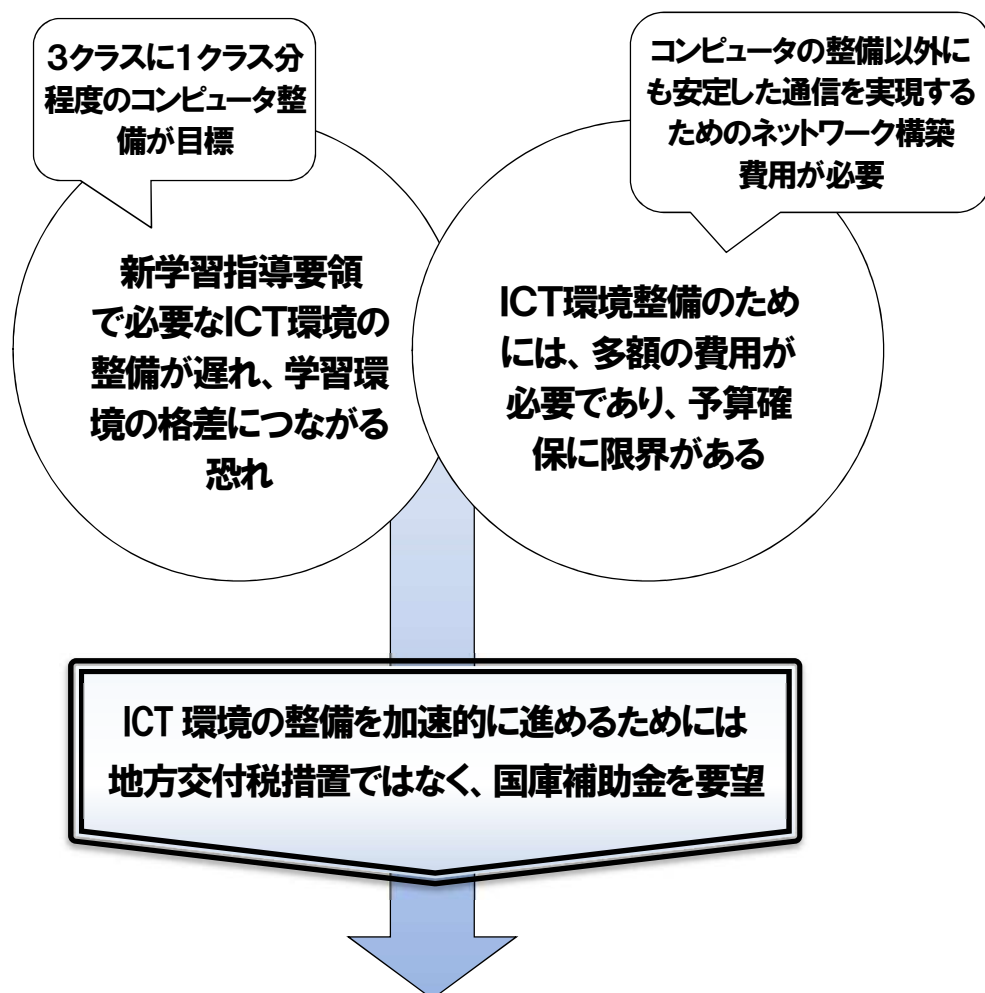 3クラスに1クラス分
程度のコンピュータ整
備が目標
コンピュータの整備以外に
も安定した通信を実現する
ためのネットワーク構築
費用が必要
新学習指導要領
で必要なICT環境の
整備が遅れ、学習環
境の格差につながる
恐れ
ICT環境整備のため
には、多額の費用が
必要であり、予算確
保に限界がある
ICT 環境の整備を加速的に進めるためには
地方交付税措置ではなく、国庫補助金を要望